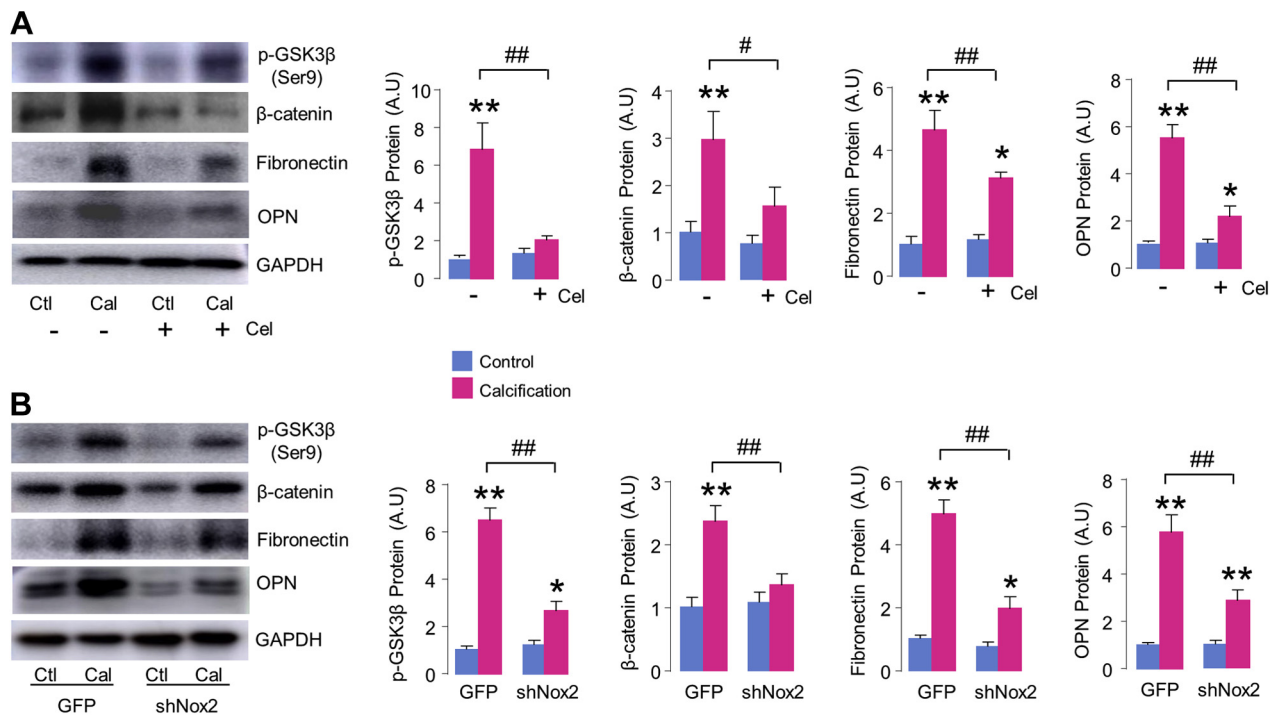 A
p-GSK3β
(Ser9)
β-catenin
Fibronectin
OPN
GAPDH
Ctl Cal Ctl Cal
- - + + Cel
p-GSK3β Protein (A.U)
10
8
6
4
2
0
**
##
- + Cel
β-catenin Protein (A.U)
4
3
2
1
0
**
#
- + Cel
Fibronectin Protein (A.U)
6
4
2
0
**
##
*
- + Cel
OPN Protein (A.U)
8
6
4
2
0
**
##
*
- + Cel
Control
Calcification
B
p-GSK3β
(Ser9)
β-catenin
Fibronectin
OPN
GAPDH
Ctl Cal Ctl Cal
GFP shNox2
p-GSK3β Protein (A.U)
8
6
4
2
0
**
##
*
GFP shNox2
β-catenin Protein (A.U)
3
2
1
0
**
##
GFP shNox2
Fibronectin Protein (A.U)
6
4
2
0
**
##
*
GFP shNox2
OPN Protein (A.U)
8
6
4
2
0
**
##
**
GFP shNox2